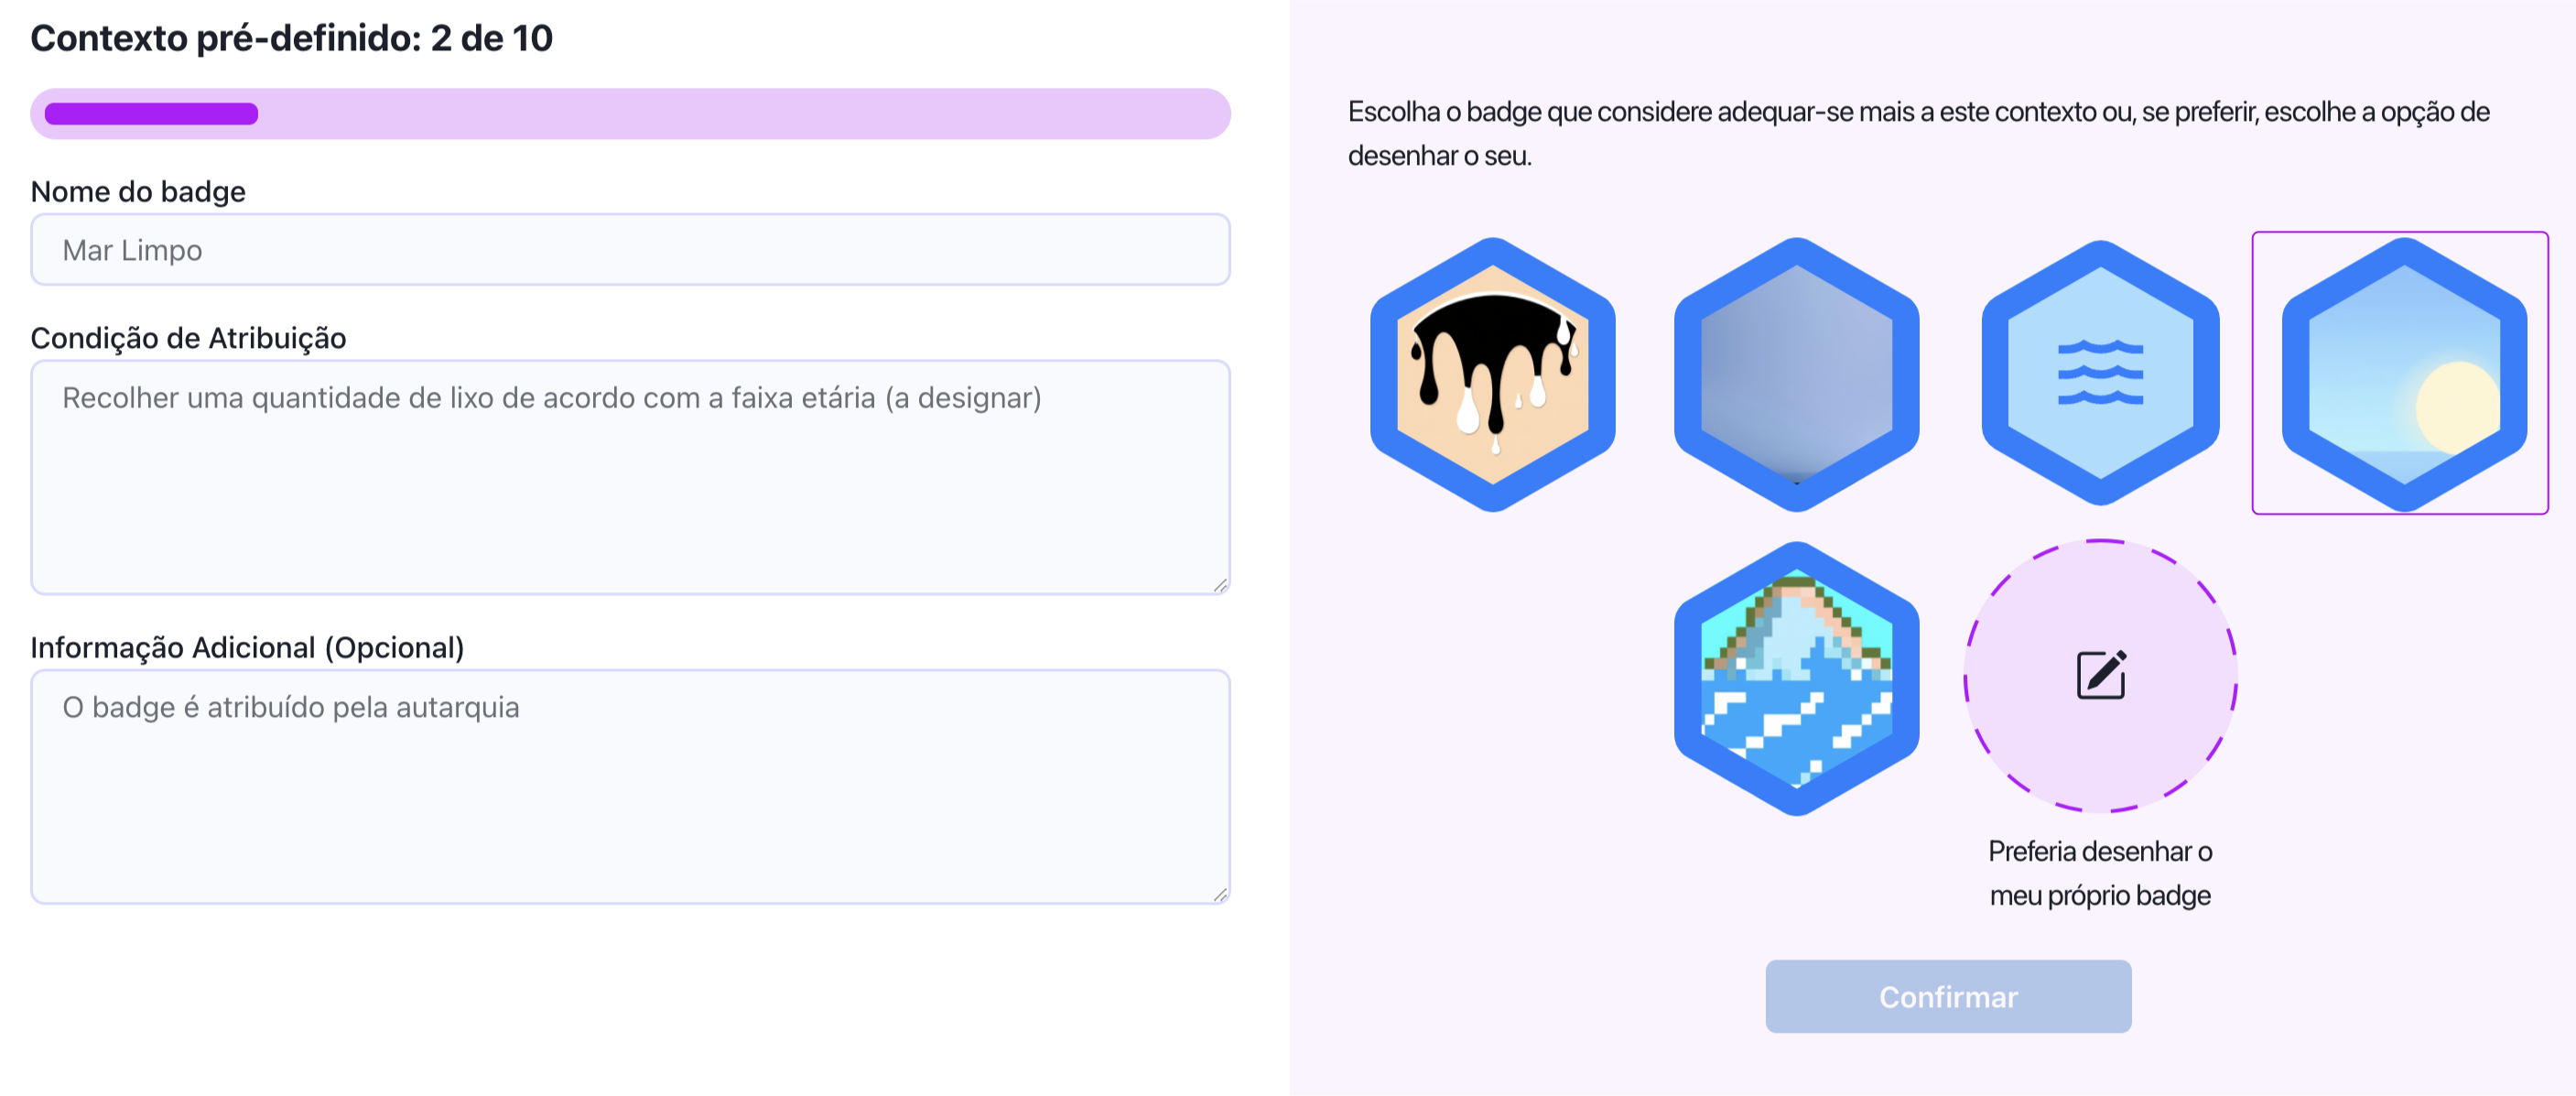 Contexto pré-definido: 2 de 10
Nome do badge
Mar Limpo
Condição de Atribuição
Recolher uma quantidade de lixo de acordo com a faixa etária (a designar)
Informação Adicional (Opcional)
O badge é atribuído pela autarquia
Escolha o badge que considere adequar-se mais a este contexto ou, se preferir, escolhe a opção de
desenhar o seu.
Preferia desenhar o
meu próprio badge
Confirmar